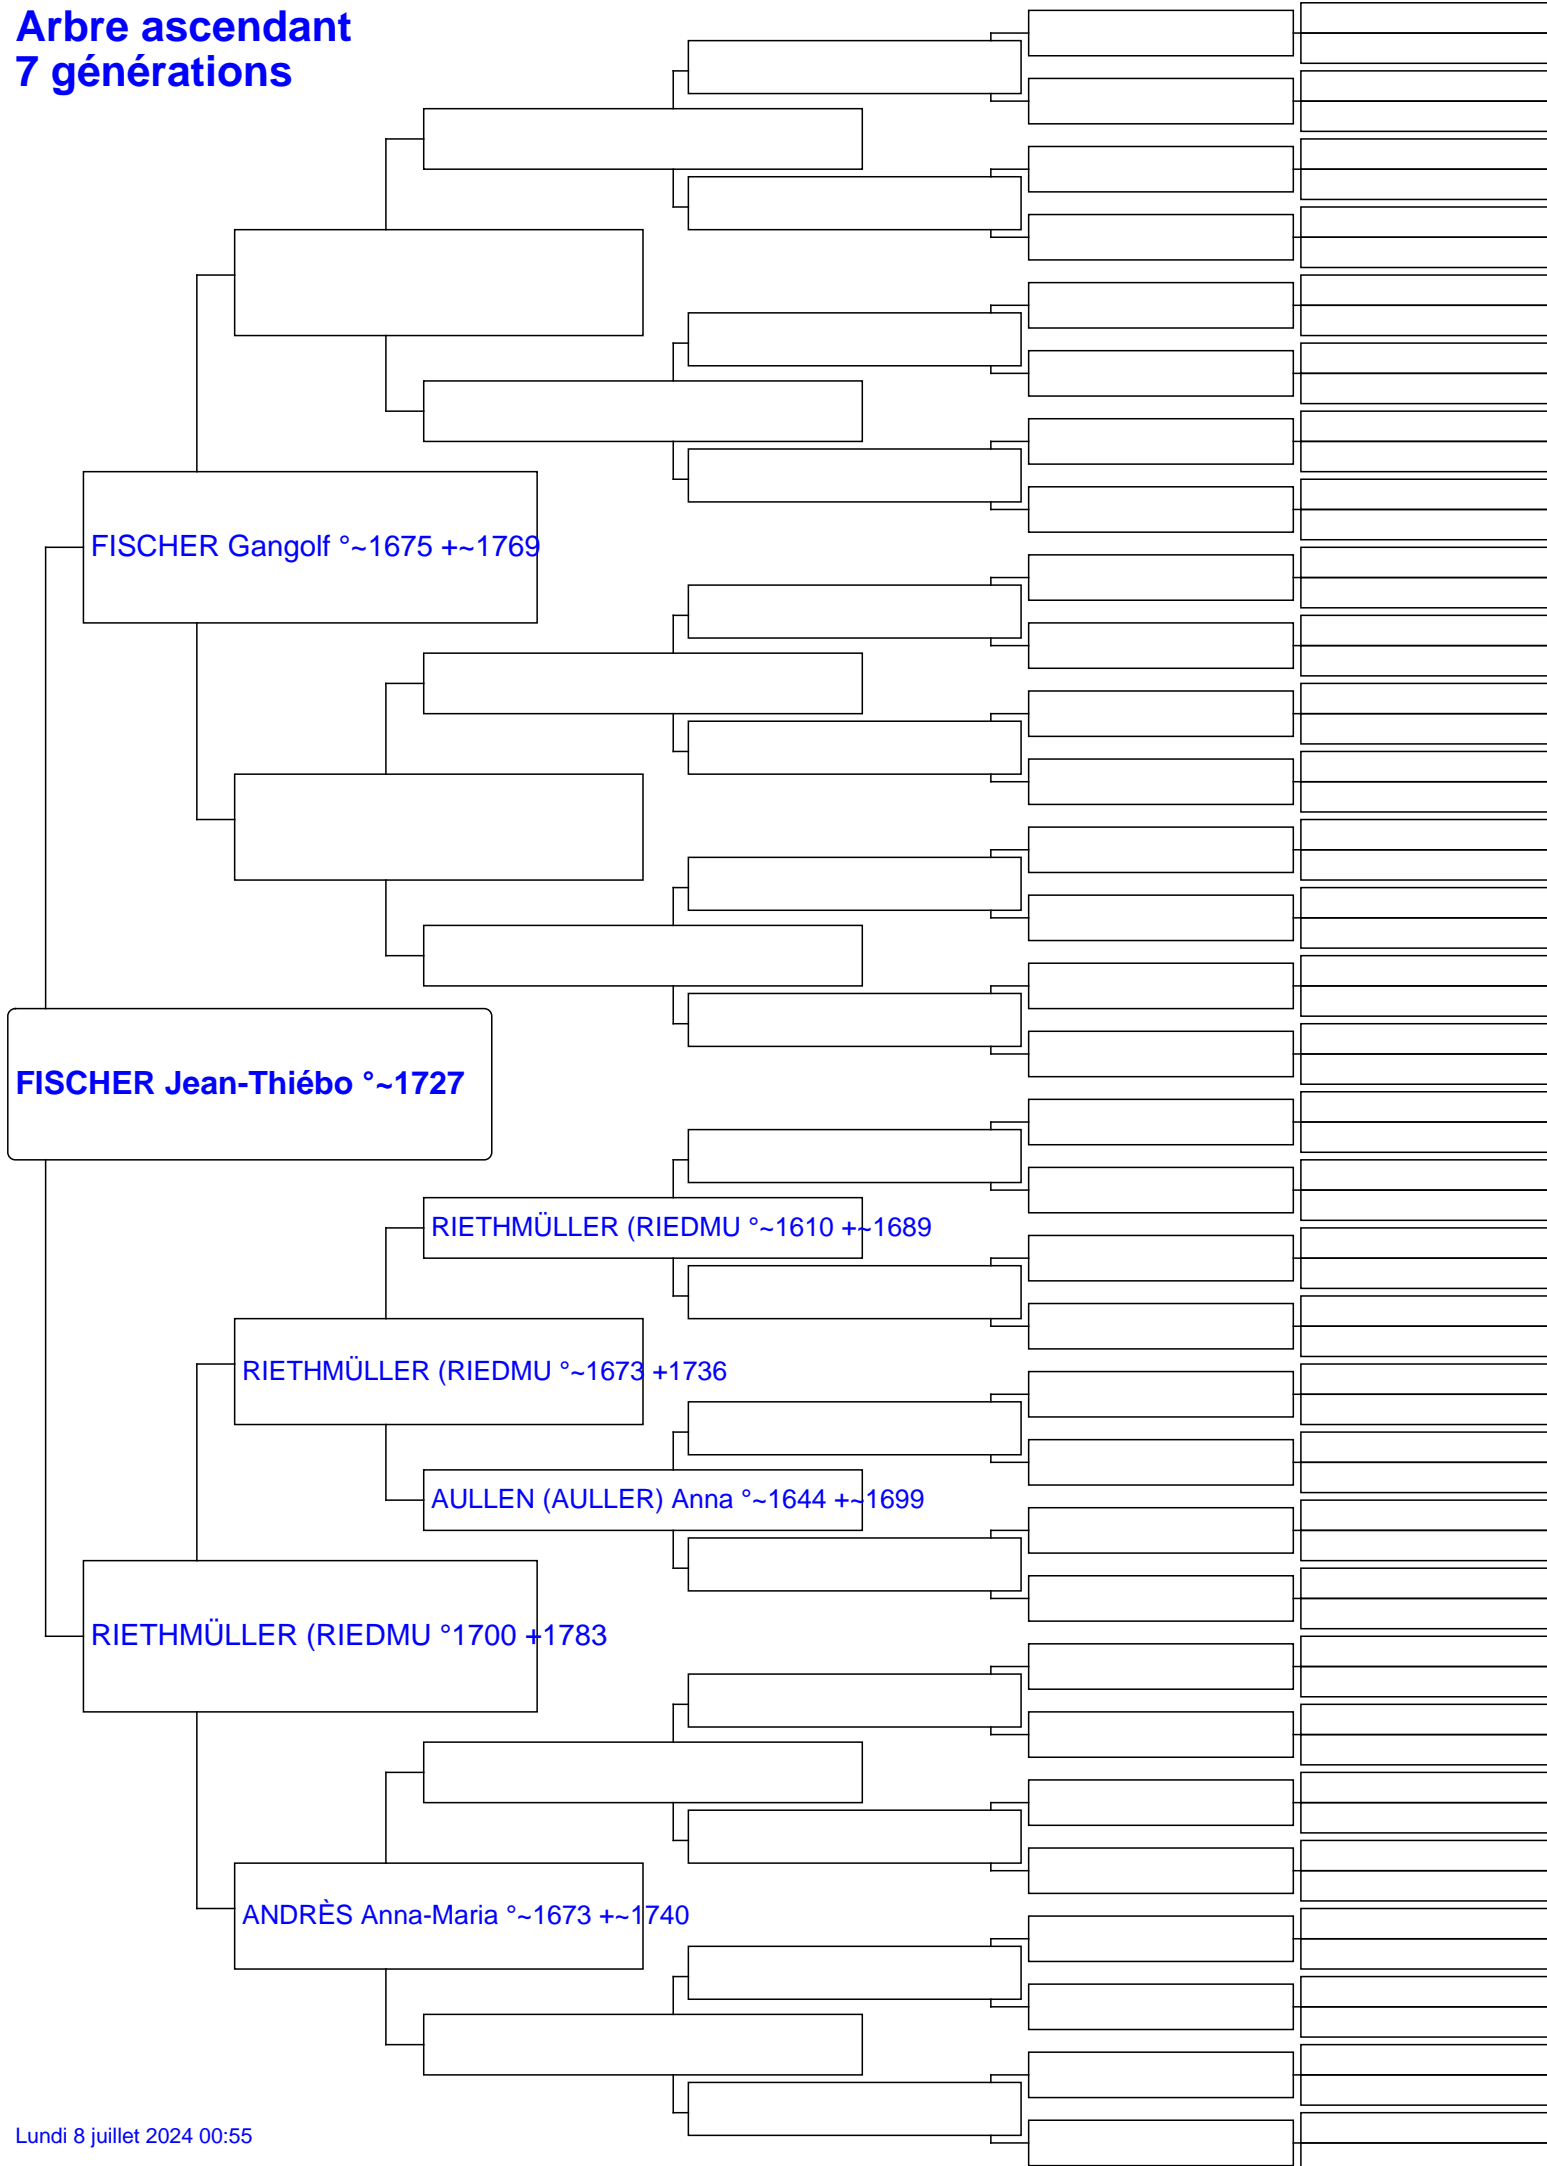 Arbre ascendant
7 générations
FISCHER Gangolf °~1675 +~1769
FISCHER Jean-Thiébo °~1727
RIETHMÜLLER (RIEDMU °~1610 +~1689
RIETHMÜLLER (RIEDMU °~1673 +1736
AULLEN (AULLER) Anna °~1644 +~1699
RIETHMÜLLER (RIEDMU °1700 +1783
ANDRÈS Anna-Maria °~1673 +~1740
Lundi 8 juillet 2024 00:55